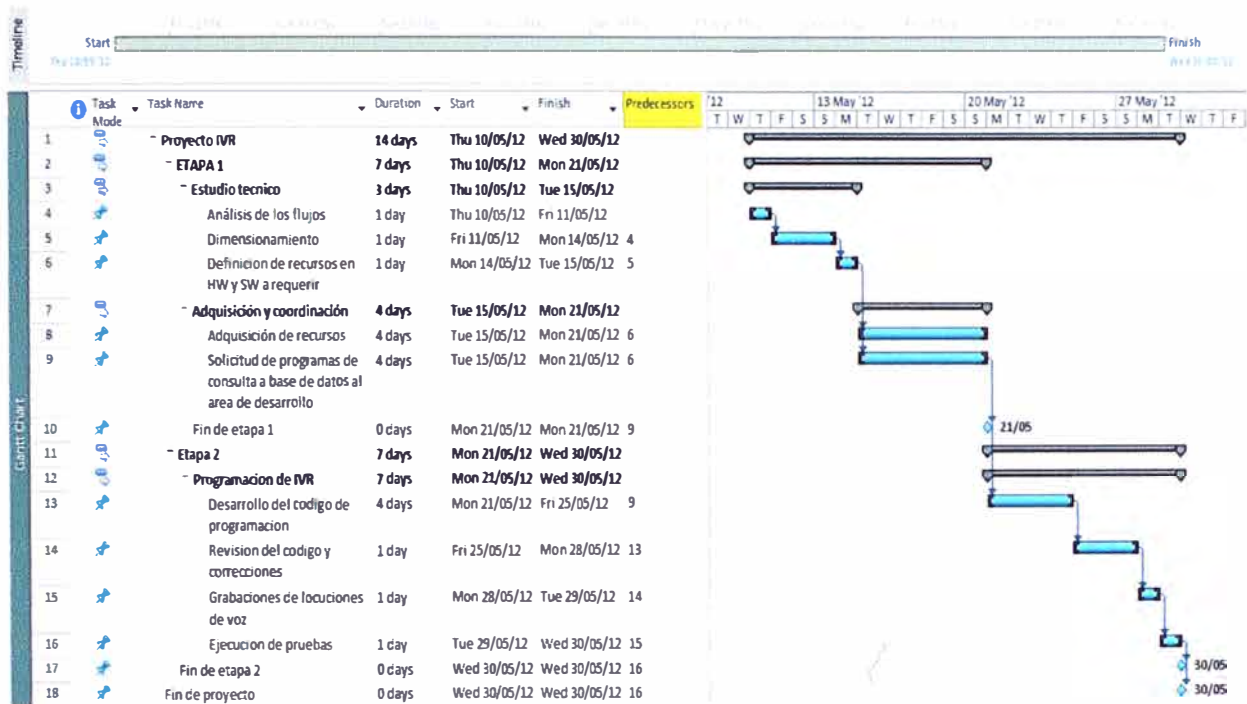 Timeline
Start
Finish
Task Mode Task Name Duration Start Finish Predecessors '12 13 May '12 20 May '12 27 May '12
T W T F S S M T W T F S S M T W T F S S M T W T F
Gantt Chart
1 Proyecto IVR 14 days Thu 10/05/12 Wed 30/05/12
2 ETAPA 1 7 days Thu 10/05/12 Mon 21/05/12
3 Estudio tecnico 3 days Thu 10/05/12 Tue 15/05/12
4 Análisis de los flujos 1 day Thu 10/05/12 Fri 11/05/12
5 Dimensionamiento 1 day Fri 11/05/12 Mon 14/05/12 4
6 Definicion de recursos en 1 day Mon 14/05/12 Tue 15/05/12 5
HW y SW a requerir
7 Adquisición y coordinación 4 days Tue 15/05/12 Mon 21/05/12
8 Adquisición de recursos 4 days Tue 15/05/12 Mon 21/05/12 6
9 Solicitud de programas de 4 days Tue 15/05/12 Mon 21/05/12 6
consulta a base de datos al
area de desarrollo
10 Fin de etapa 1 0 days Mon 21/05/12 Mon 21/05/12 9 21/05
11 Etapa 2 7 days Mon 21/05/12 Wed 30/05/12
12 Programacion de IVR 7 days Mon 21/05/12 Wed 30/05/12
13 Desarrollo del codigo de 4 days Mon 21/05/12 Fri 25/05/12 9
programacion
14 Revision del codigo y 1 day Fri 25/05/12 Mon 28/05/12 13
correcciones
15 Grabaciones de locuciones 1 day Mon 28/05/12 Tue 29/05/12 14
de voz
16 Ejecucion de pruebas 1 day Tue 29/05/12 Wed 30/05/12 15
17 Fin de etapa 2 0 days Wed 30/05/12 Wed 30/05/12 16 30/05
18 Fin de proyecto 0 days Wed 30/05/12 Wed 30/05/12 16 30/05